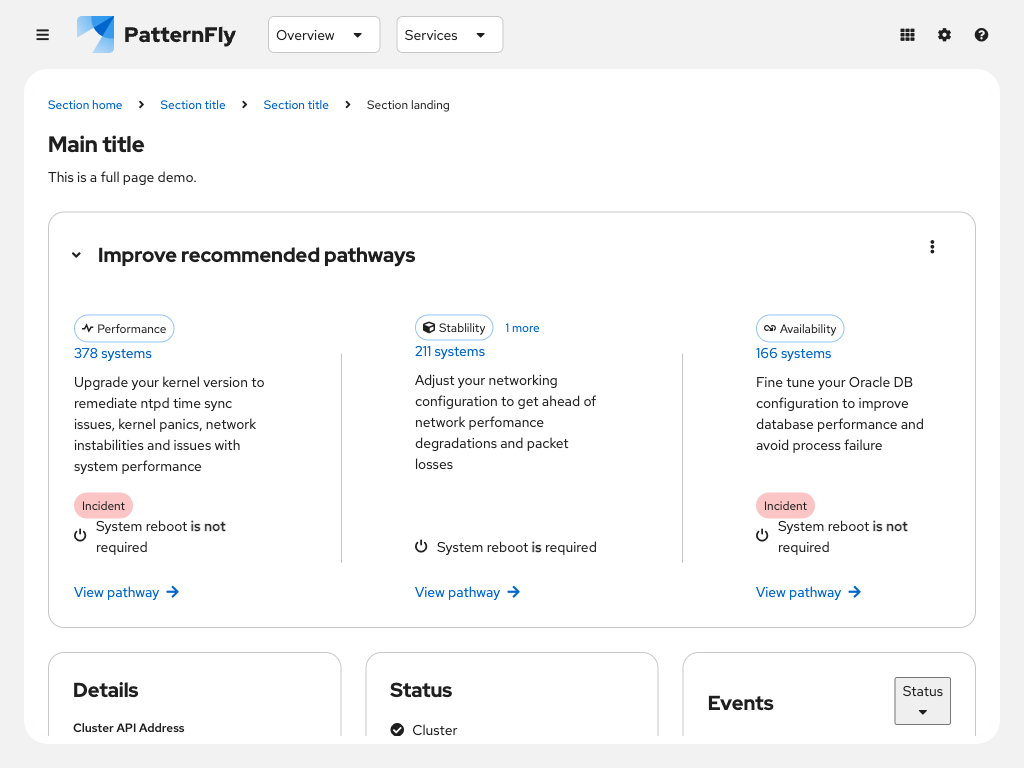 PatternFly
Overview
Services
Section home
Section title
Section title
Section landing
Main title
This is a full page demo.
Improve recommended pathways
Performance
378 systems
Upgrade your kernel version to
remediate ntpd time sync
issues, kernel panics, network
instabilities and issues with
system performance
Incident
System reboot is not
required
View pathway
Stablility
1 more
211 systems
Adjust your networking
configuration to get ahead of
network perfomance
degradations and packet
losses
System reboot is required
View pathway
Availability
166 systems
Fine tune your Oracle DB
configuration to improve
database performance and
avoid process failure
Incident
System reboot is not
required
View pathway
Details
Cluster API Address
Status
Cluster
Events
Status